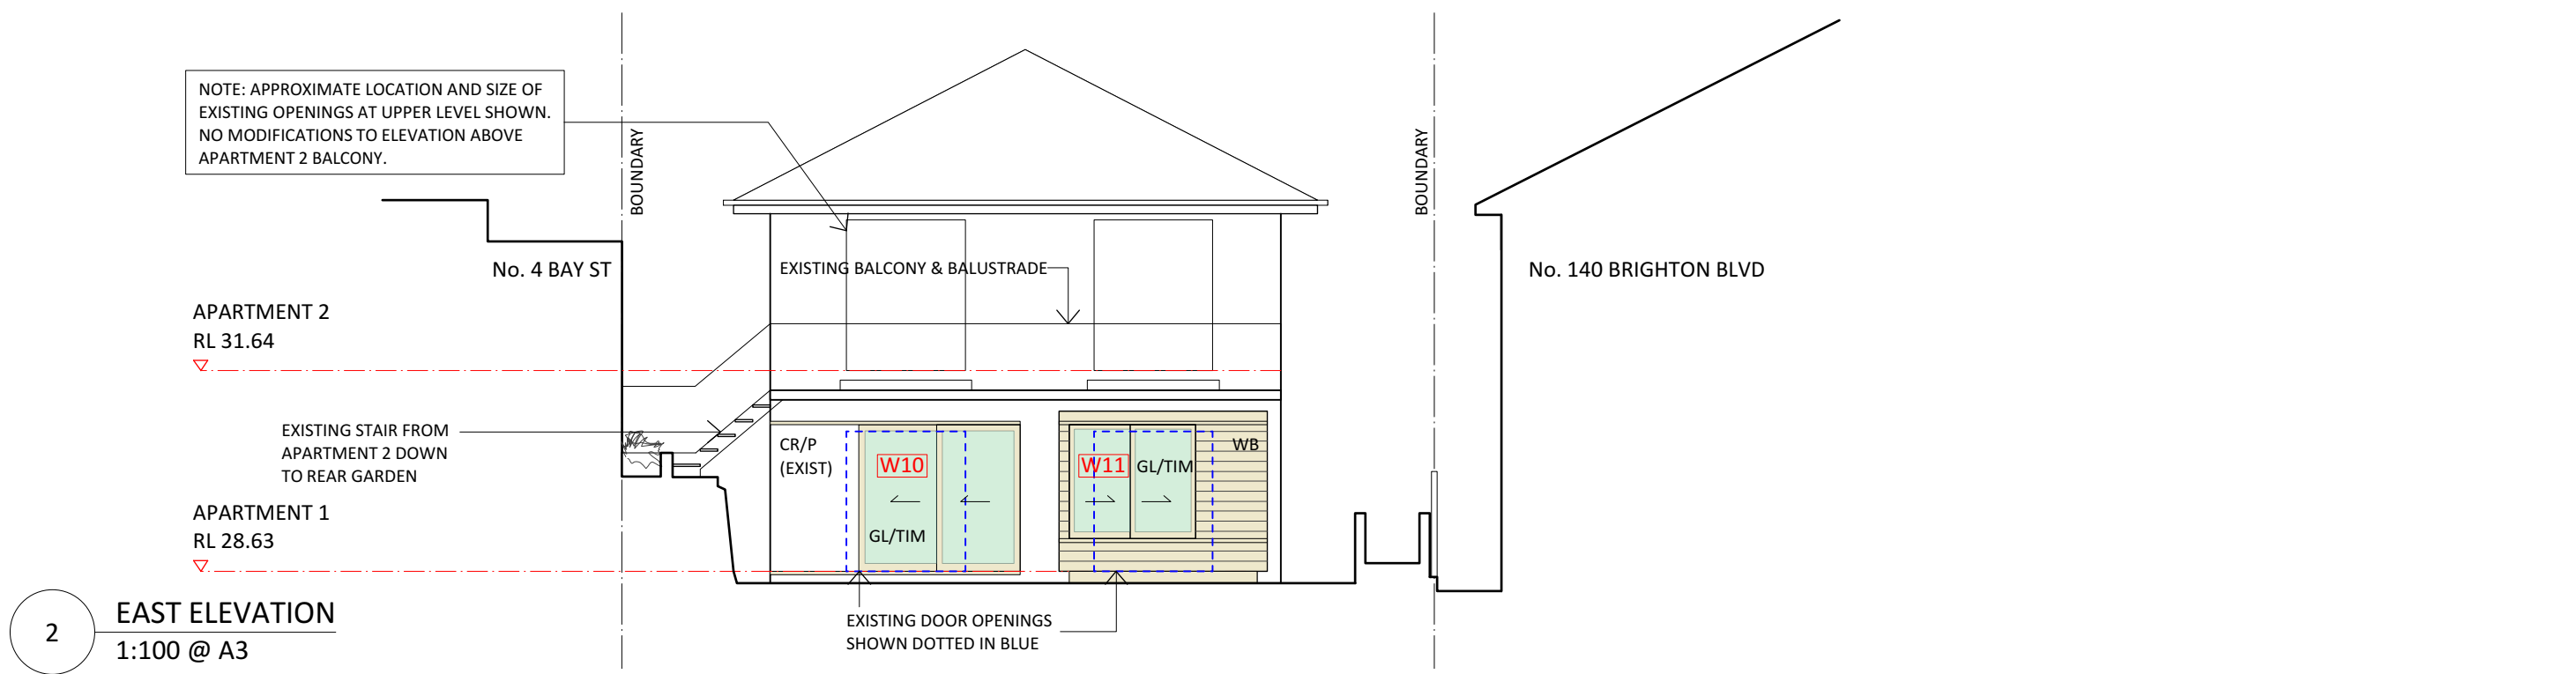 NOTE: APPROXIMATE LOCATION AND SIZE OF
EXISTING OPENINGS AT UPPER LEVEL SHOWN.
NO MODIFICATIONS TO ELEVATION ABOVE
APARTMENT 2 BALCONY.
BOUNDARY
BOUNDARY
No. 4 BAY ST
EXISTING BALCONY & BALUSTRADE
No. 140 BRIGHTON BLVD
APARTMENT 2
RL 31.64
EXISTING STAIR FROM
APARTMENT 2 DOWN
TO REAR GARDEN
CR/P
(EXIST)
W10
GL/TIM
W11
GL/TIM
WB
APARTMENT 1
RL 28.63
EXISTING DOOR OPENINGS
SHOWN DOTTED IN BLUE
2
EAST ELEVATION
1:100 @ A3